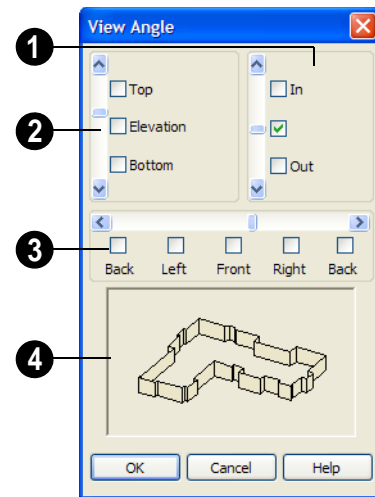 View Angle
1
Top
In
2
Elevation
Bottom
Out
3
Back Left Front Right Back
4
OK Cancel Help